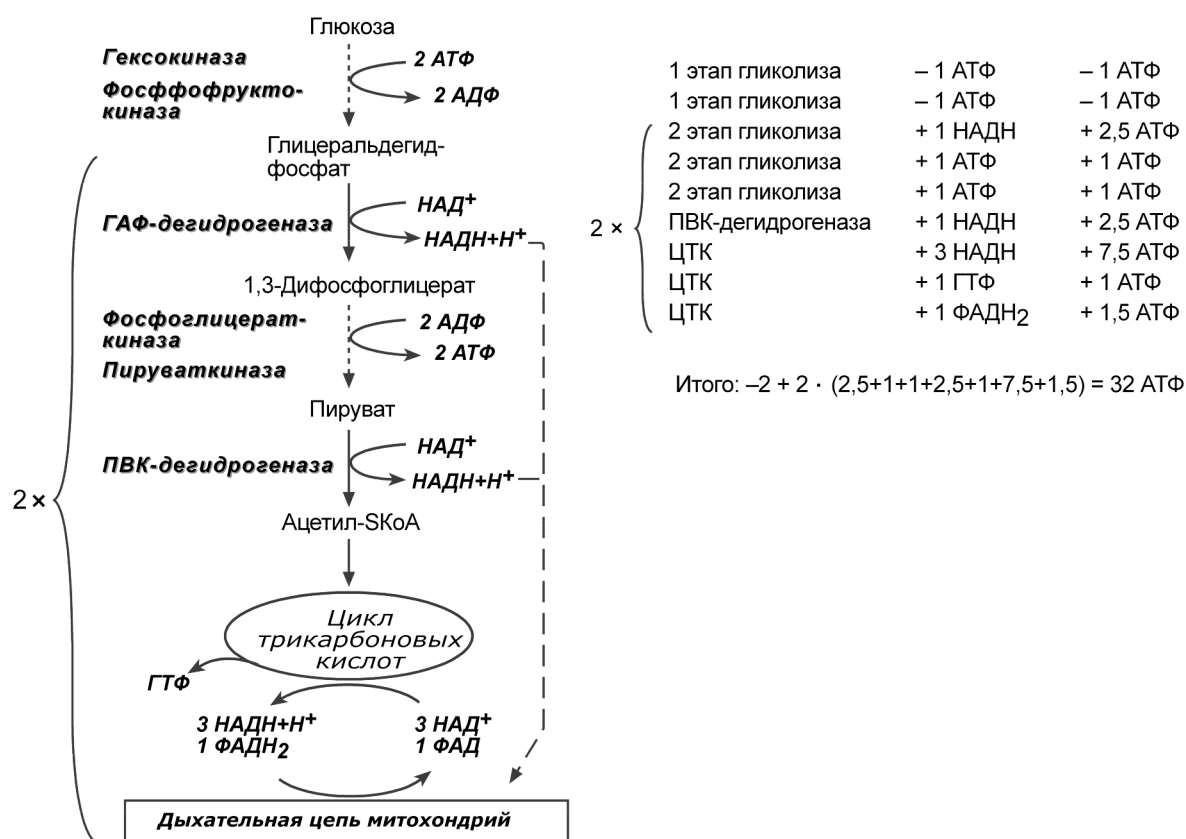 Глюкоза
Гексокиназа
2 АТФ
Фосффофрукто-
киназа
2 АДФ
Глицеральдегид-
фосфат
НАД+
ГАФ-дегидрогеназа
НАДН+Н+
1,3-Дифосфоглицерат
Фосфоглицерат-
киназа
2 АДФ
2 АТФ
Пируваткиназа
Пируват
НАД+
ПВК-дегидрогеназа
НАДН+Н+
2 ×
Ацетил-SКоА
Цикл
трикарбоновых
кислот
ГТФ
3 НАДН+Н+
1 ФАДН2
3 НАД+
1 ФАД
Дыхательная цепь митохондрий
1 этап гликолиза – 1 АТФ – 1 АТФ
1 этап гликолиза – 1 АТФ – 1 АТФ
2 этап гликолиза + 1 НАДН + 2,5 АТФ
2 этап гликолиза + 1 АТФ + 1 АТФ
2 этап гликолиза + 1 АТФ + 1 АТФ
2 ×
ПВК-дегидрогеназа + 1 НАДН + 2,5 АТФ
ЦТК + 3 НАДН + 7,5 АТФ
ЦТК + 1 ГТФ + 1 АТФ
ЦТК + 1 ФАДН2 + 1,5 АТФ
Итого: –2 + 2 · (2,5+1+1+2,5+1+7,5+1,5) = 32 АТФ